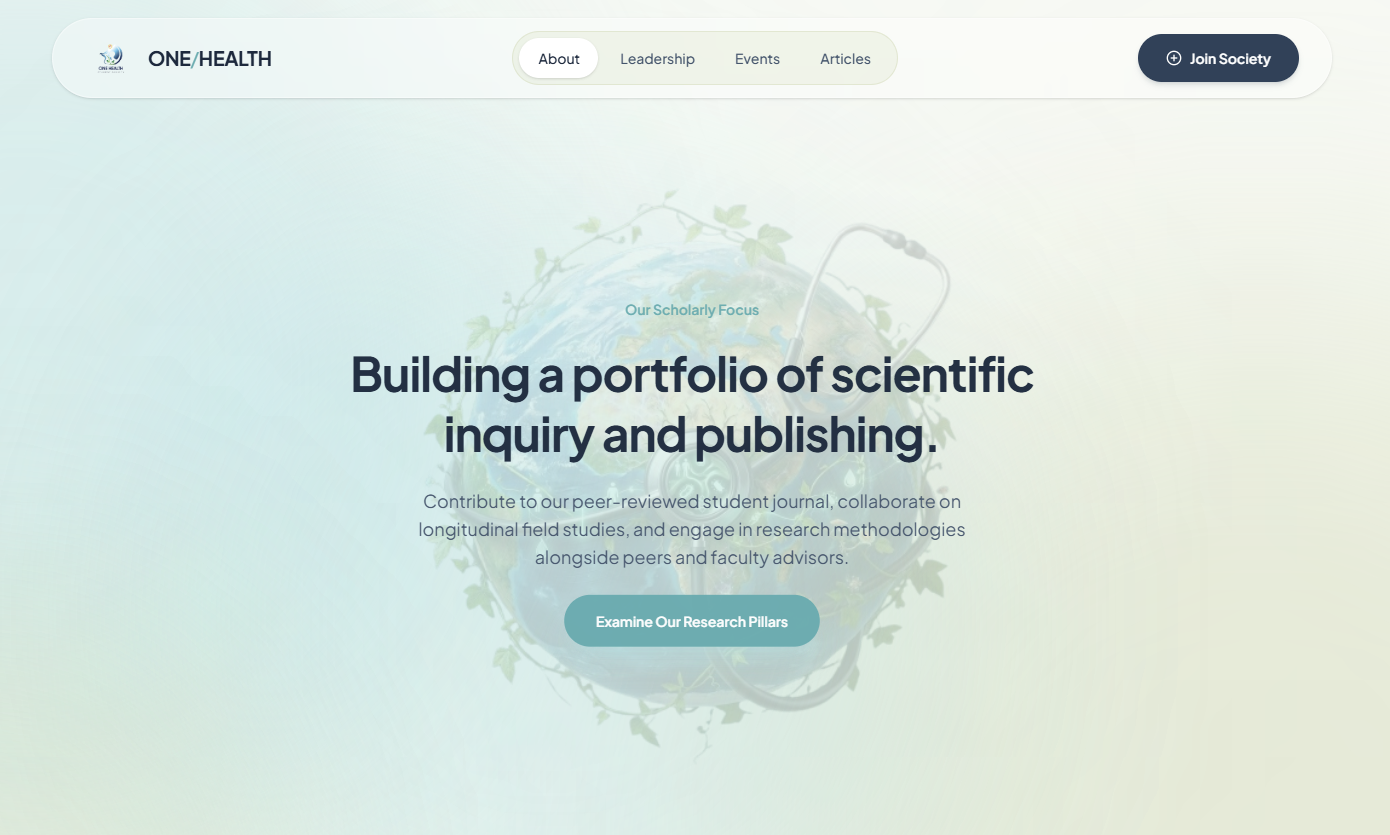 ONE HEALTH
ONE/HEALTH
About
Leadership
Events
Articles
Join Society
Our Scholarly Focus
Building a portfolio of scientific
inquiry and publishing.
Contribute to our peer-reviewed student journal, collaborate on
longitudinal field studies, and engage in research methodologies
alongside peers and faculty advisors.
Examine Our Research Pillars